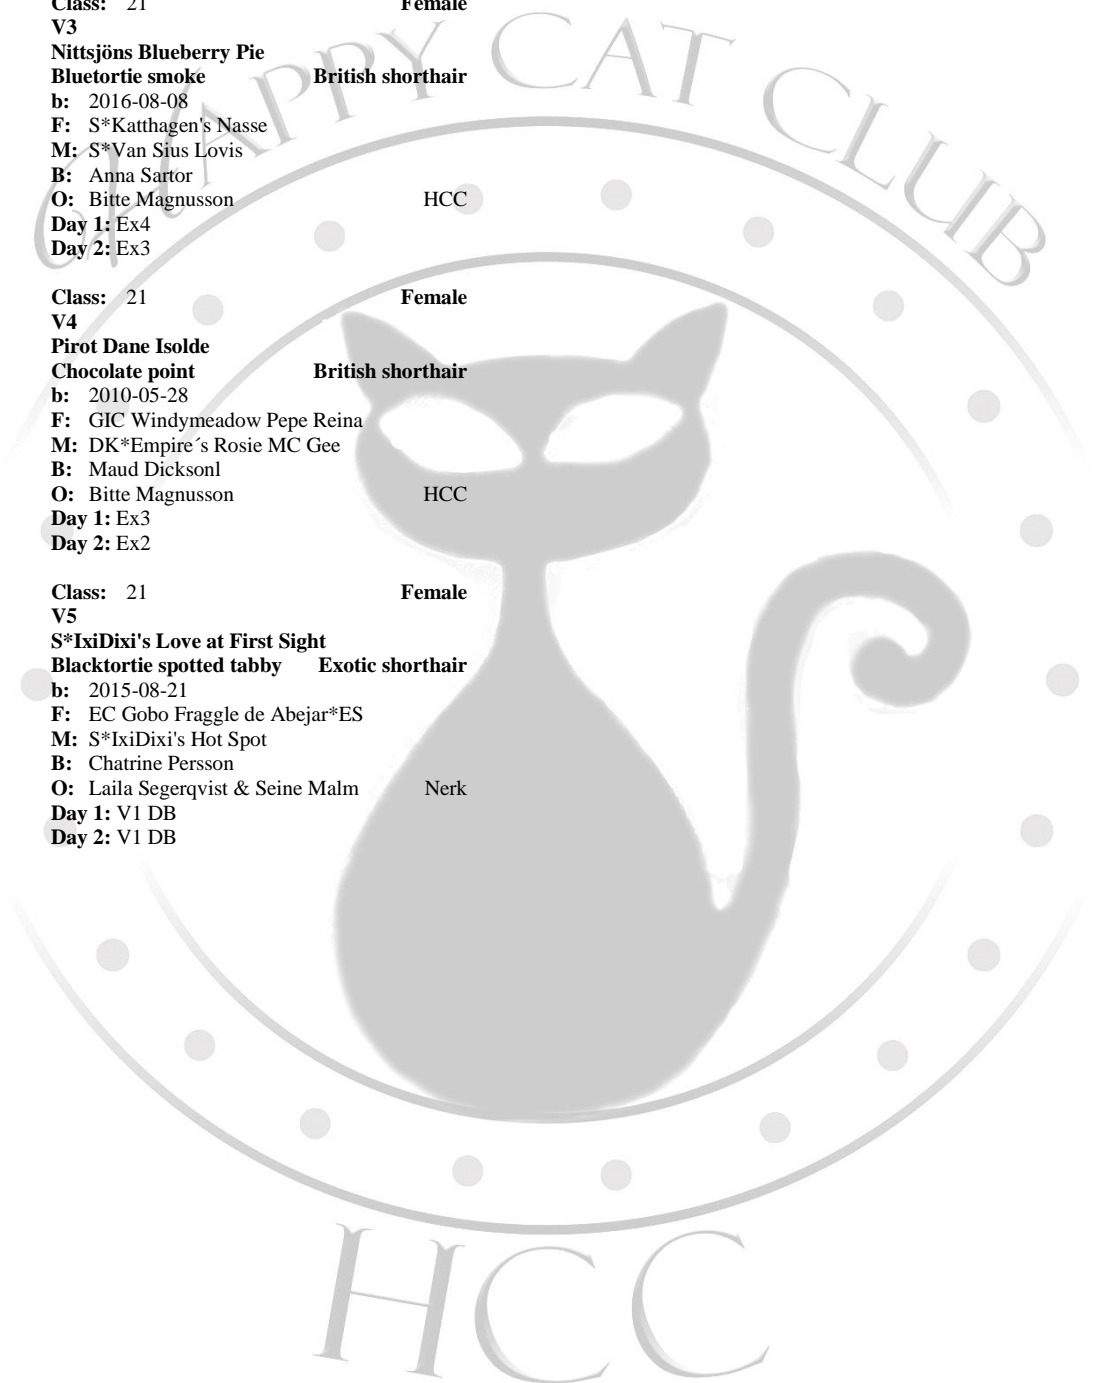 Class: 21 Female
V3
Nittsjöns Blueberry Pie
Bluetortie smoke British shorthair
b: 2016-08-08
F: S*Katthagen's Nasse
M: S*Van Sius Lovis
B: Anna Sartor
O: Bitte Magnusson HCC
Day 1: Ex4
Day 2: Ex3
Class: 21 Female
V4
Pirot Dane Isolde
Chocolate point British shorthair
b: 2010-05-28
F: GIC Windymeadow Pepe Reina
M: DK*Empire´s Rosie MC Gee
B: Maud Dicksonl
O: Bitte Magnusson HCC
Day 1: Ex3
Day 2: Ex2
Class: 21 Female
V5
S*IxiDixi's Love at First Sight
Blacktortie spotted tabby Exotic shorthair
b: 2015-08-21
F: EC Gobo Fraggle de Abejar*ES
M: S*IxiDixi's Hot Spot
B: Chatrine Persson
O: Laila Segerqvist & Seine Malm Nerk
Day 1: V1 DB
Day 2: V1 DB
HAPPY CAT CLUB
HCC